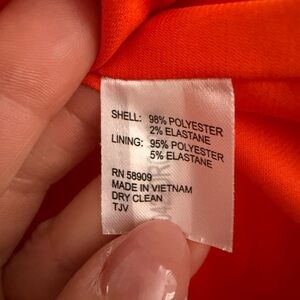 SHELL: 98% POLYESTER
2% ELASTANE
LINING: 95% POLYESTER
5% ELASTANE
RN 58909
MADE IN VIETNAM
DRY CLEAN
TJV